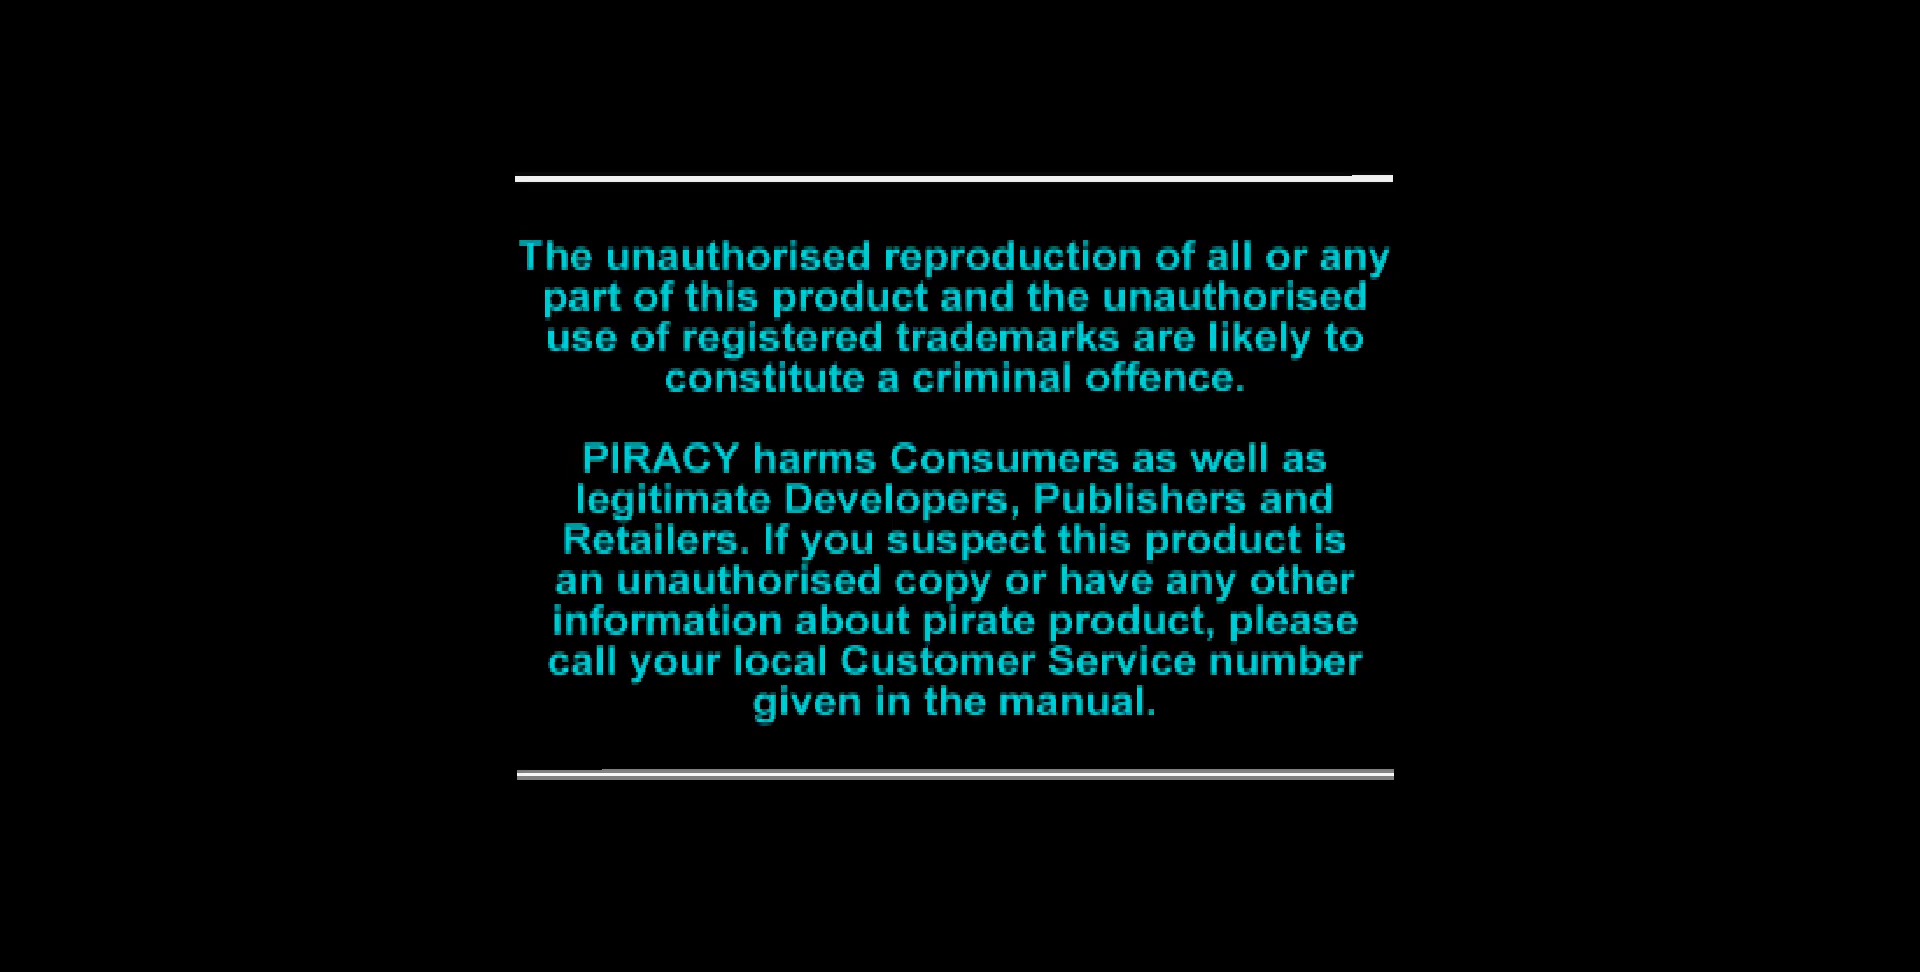 The unauthorised reproduction of all or any
part of this product and the unauthorised
use of registered trademarks are likely to
constitute a criminal offence.
PIRACY harms Consumers as well as
legitimate Developers, Publishers and
Retailers. If you suspect this product is
an unauthorised copy or have any other
information about pirate product, please
call your local Customer Service number
given in the manual.